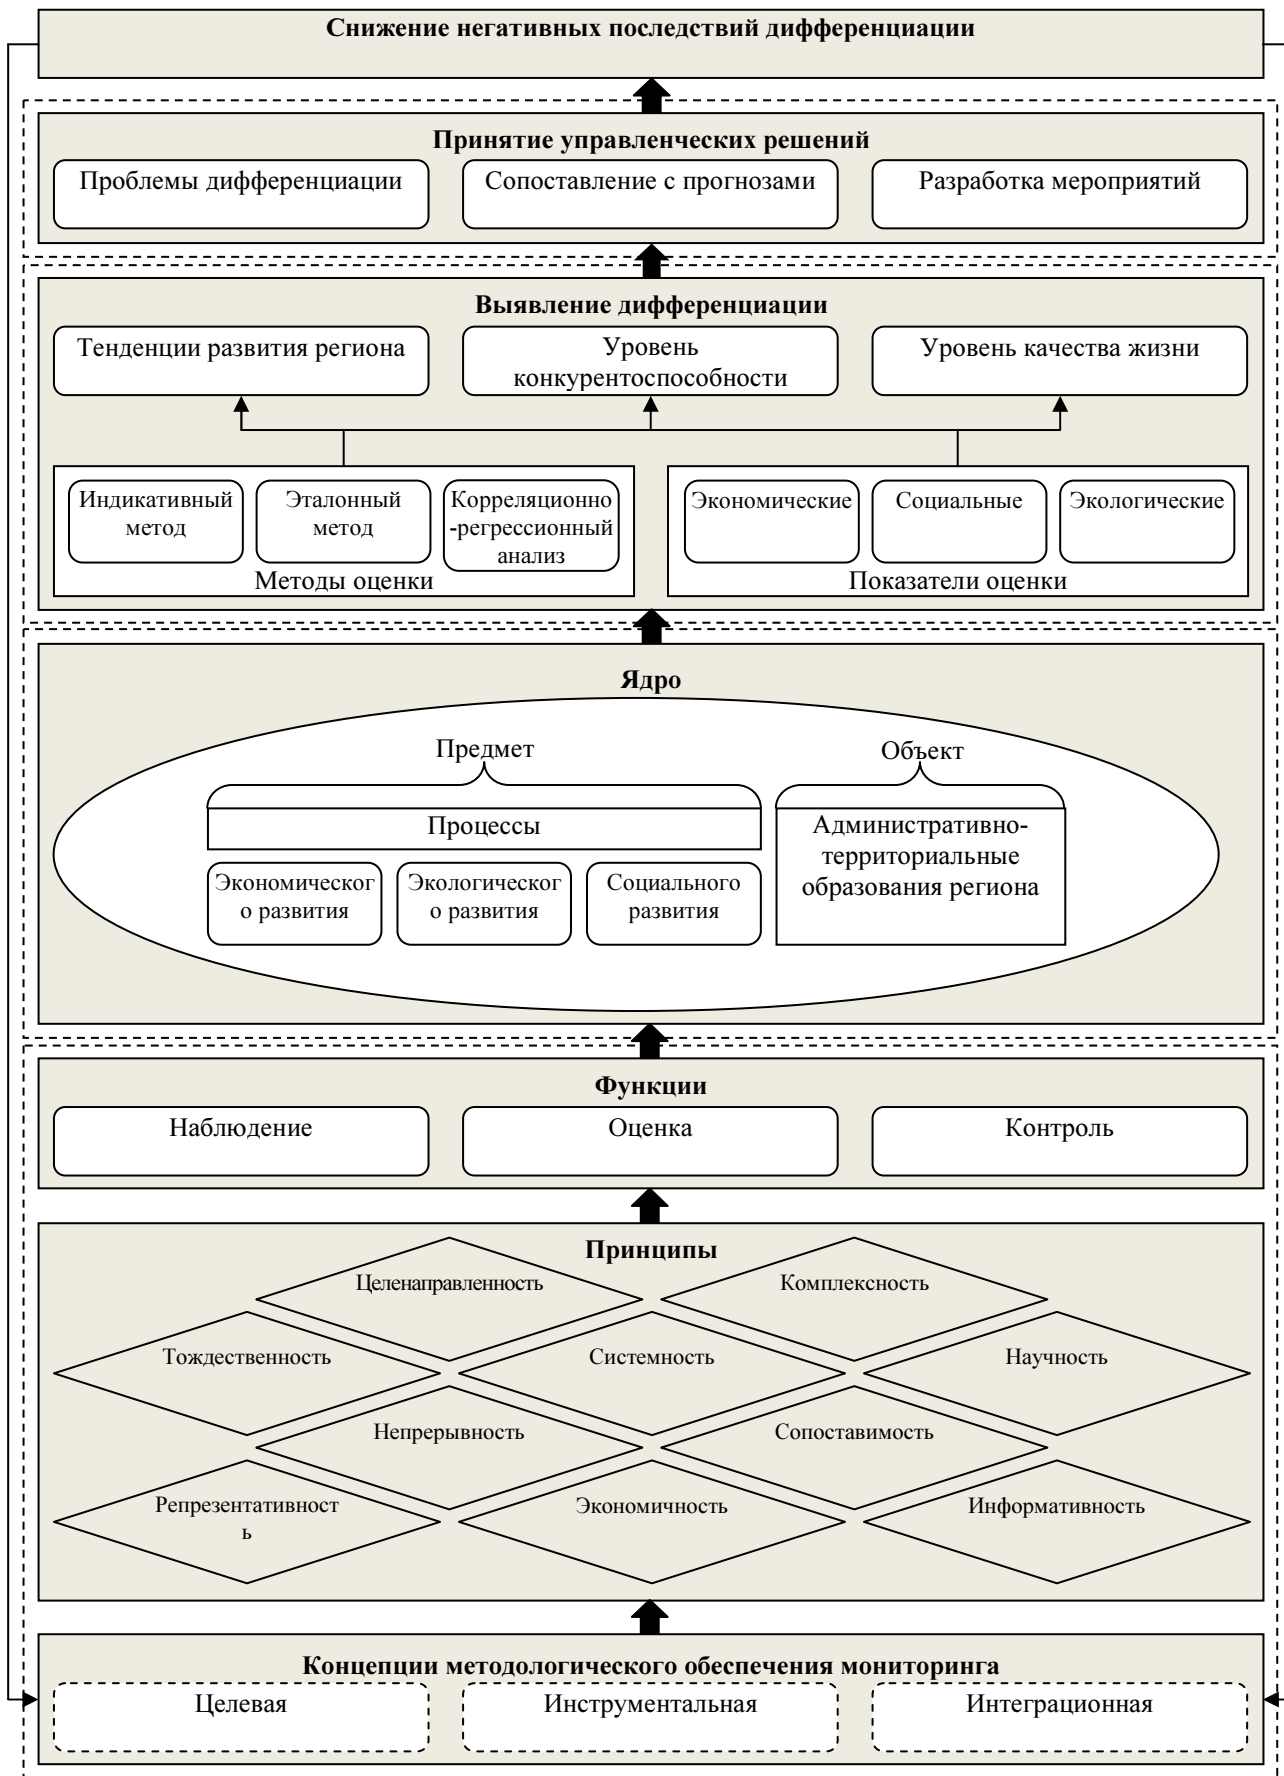 Снижение негативных последствий дифференциации
Принятие управленческих решений
Проблемы дифференциации
Сопоставление с прогнозами
Разработка мероприятий
Выявление дифференциации
Тенденции развития региона
Уровень
конкурентоспособности
Уровень качества жизни
Индикативный
метод
Эталонный
метод
Корреляционно
-регрессионный
анализ
Методы оценки
Экономические
Социальные
Экологические
Показатели оценки
Ядро
Предмет
Объект
Процессы
Экономическог
о развития
Экологическог
о развития
Социального
развития
Административно-
территориальные
образования региона
Функции
Наблюдение
Оценка
Контроль
Принципы
Целенаправленность
Комплексность
Тождественность
Системность
Научность
Непрерывность
Сопоставимость
Репрезентативност
ь
Экономичность
Информативность
Концепции методологического обеспечения мониторинга
Целевая
Инструментальная
Интеграционная